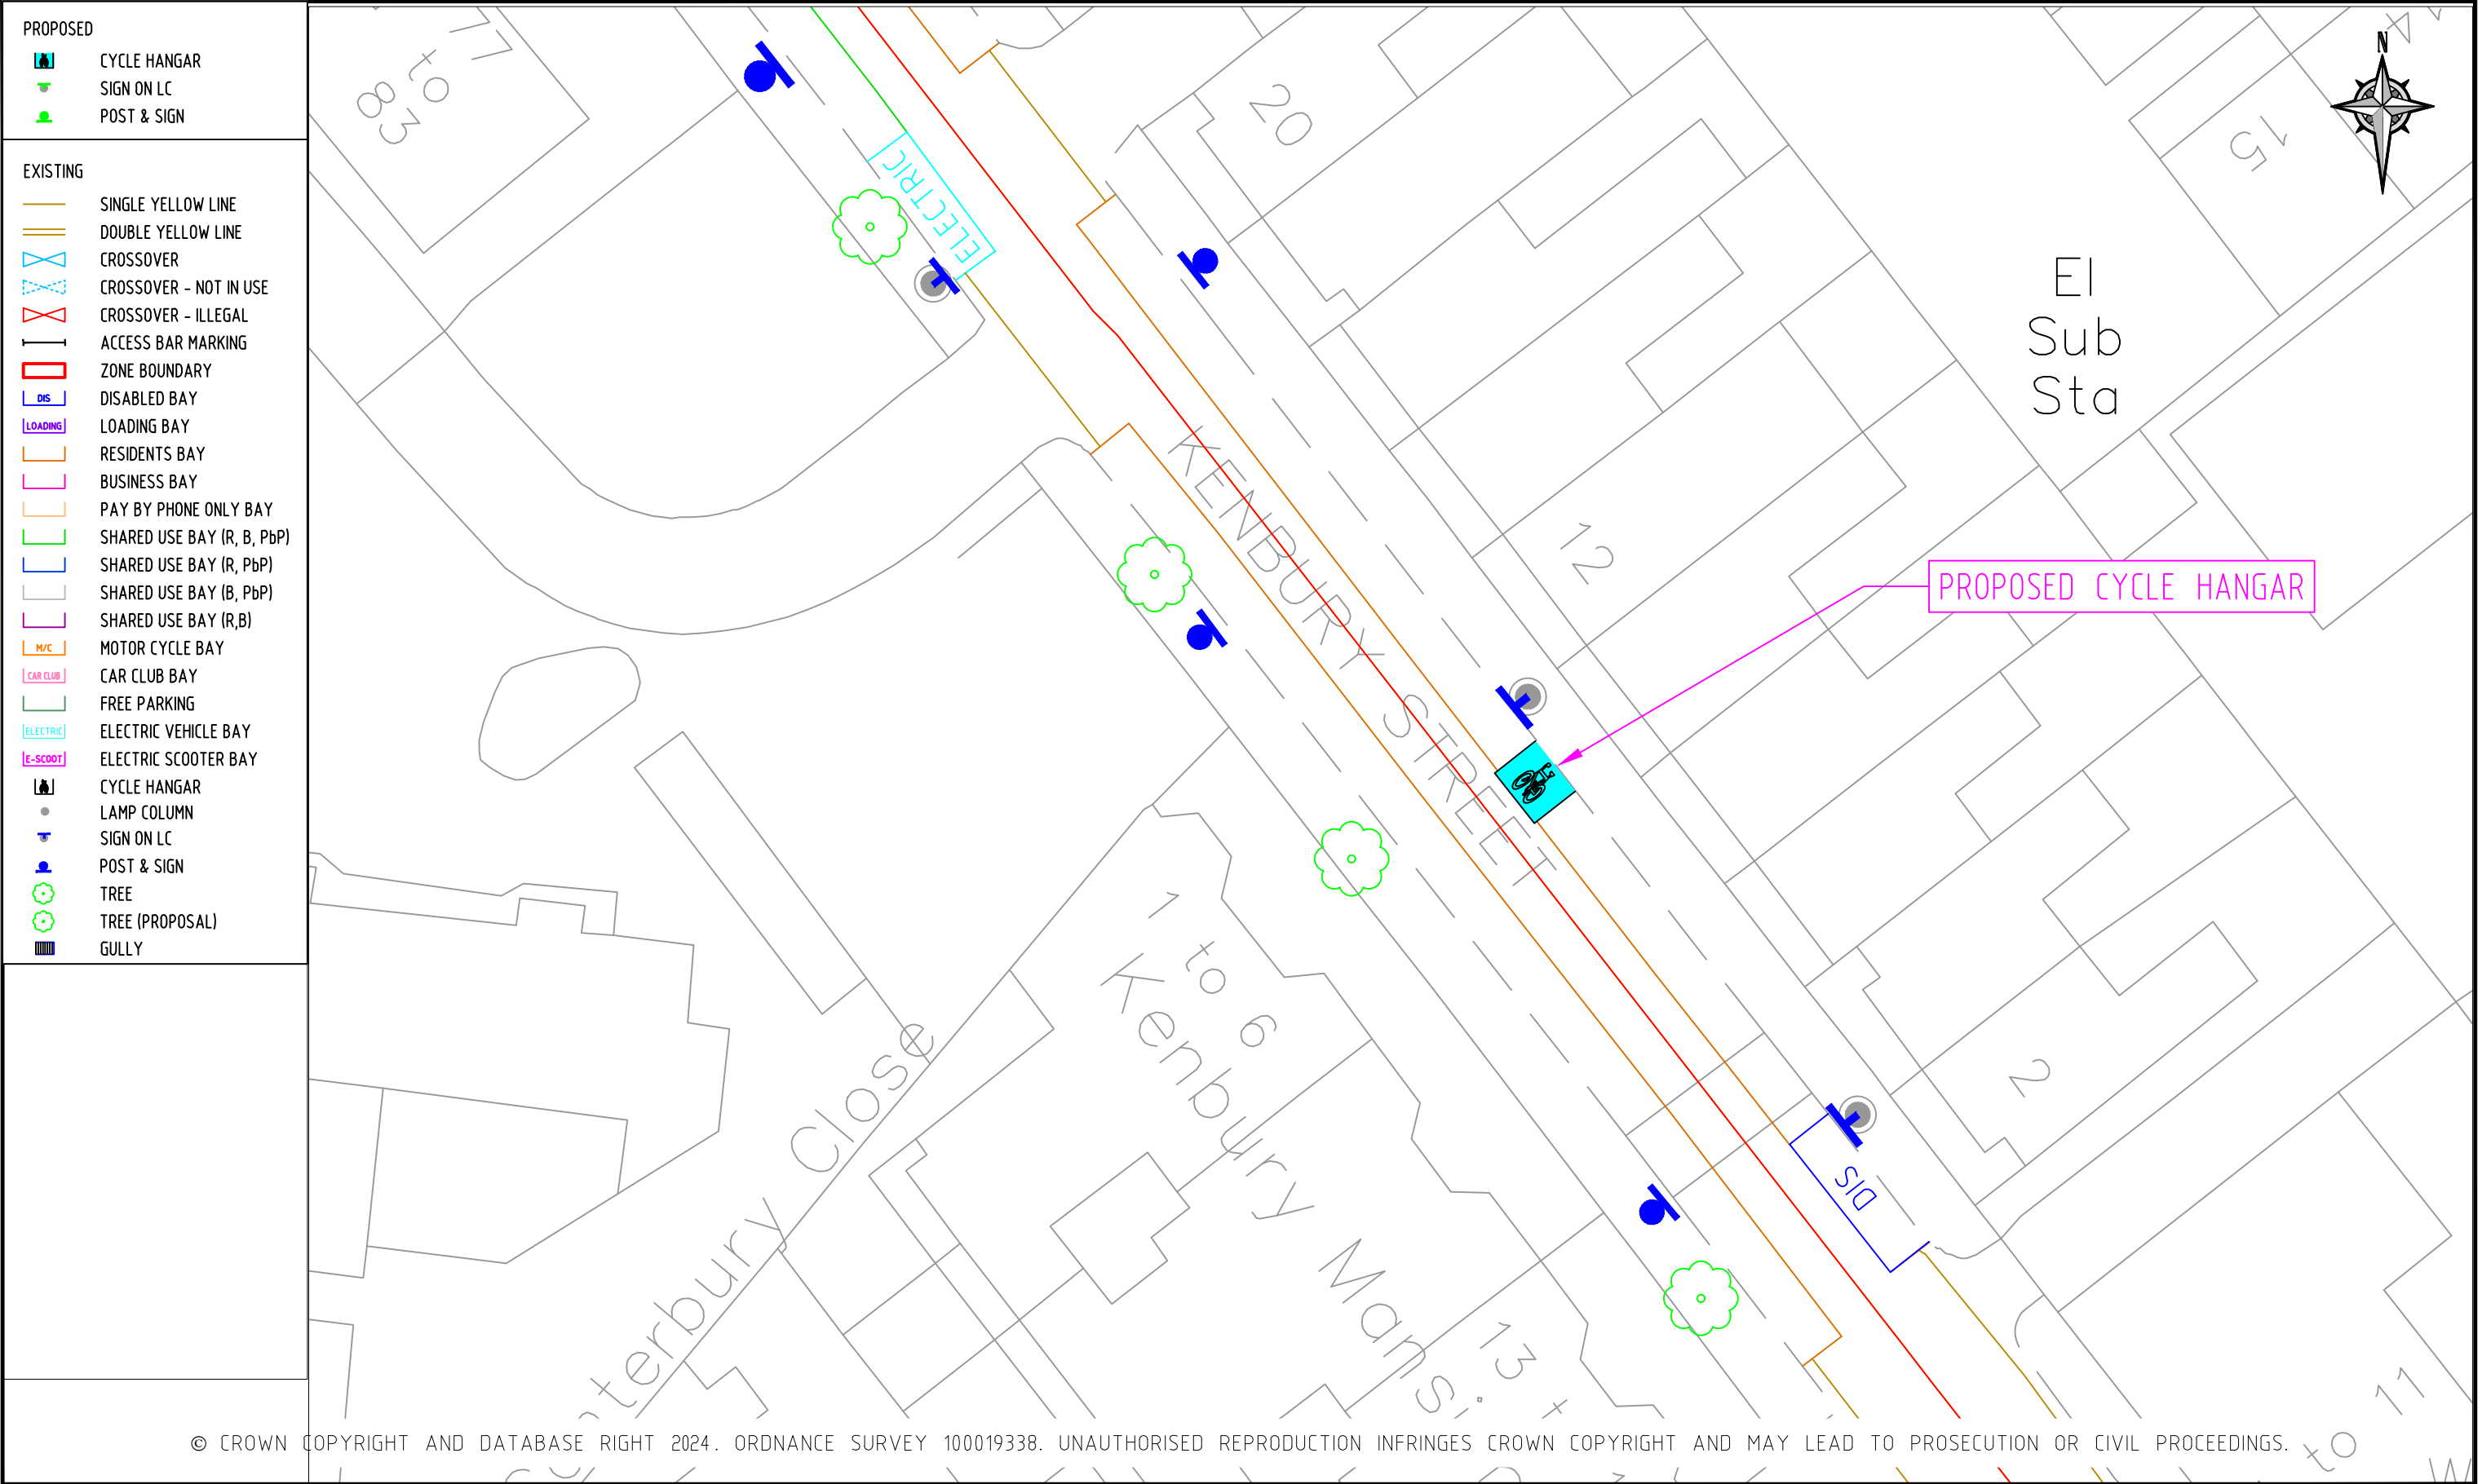 PROPOSED
CYCLE HANGAR
SIGN ON LC
POST & SIGN
EXISTING
SINGLE YELLOW LINE
DOUBLE YELLOW LINE
CROSSOVER
CROSSOVER - NOT IN USE
CROSSOVER - ILLEGAL
ACCESS BAR MARKING
ZONE BOUNDARY
DIS DISABLED BAY
LOADING LOADING BAY
RESIDENTS BAY
BUSINESS BAY
PAY BY PHONE ONLY BAY
SHARED USE BAY (R, B, PbP)
SHARED USE BAY (R, PbP)
SHARED USE BAY (B, PbP)
SHARED USE BAY (R,B)
M/C MOTOR CYCLE BAY
CAR CLUB CAR CLUB BAY
FREE PARKING
ELECTRIC ELECTRIC VEHICLE BAY
E-SCOOT ELECTRIC SCOOTER BAY
CYCLE HANGAR
LAMP COLUMN
SIGN ON LC
POST & SIGN
TREE
TREE (PROPOSAL)
GULLY
83
ELECTRIC
20
15
N
El
Sub
Sta
KENBURY STREET
12
PROPOSED CYCLE HANGAR
1 to 6
Kenbury Mans.
2
DIS
Close
13
11
to
© CROWN COPYRIGHT AND DATABASE RIGHT 2024. ORDNANCE SURVEY 100019338. UNAUTHORISED REPRODUCTION INFRINGES CROWN COPYRIGHT AND MAY LEAD TO PROSECUTION OR CIVIL PROCEEDINGS.